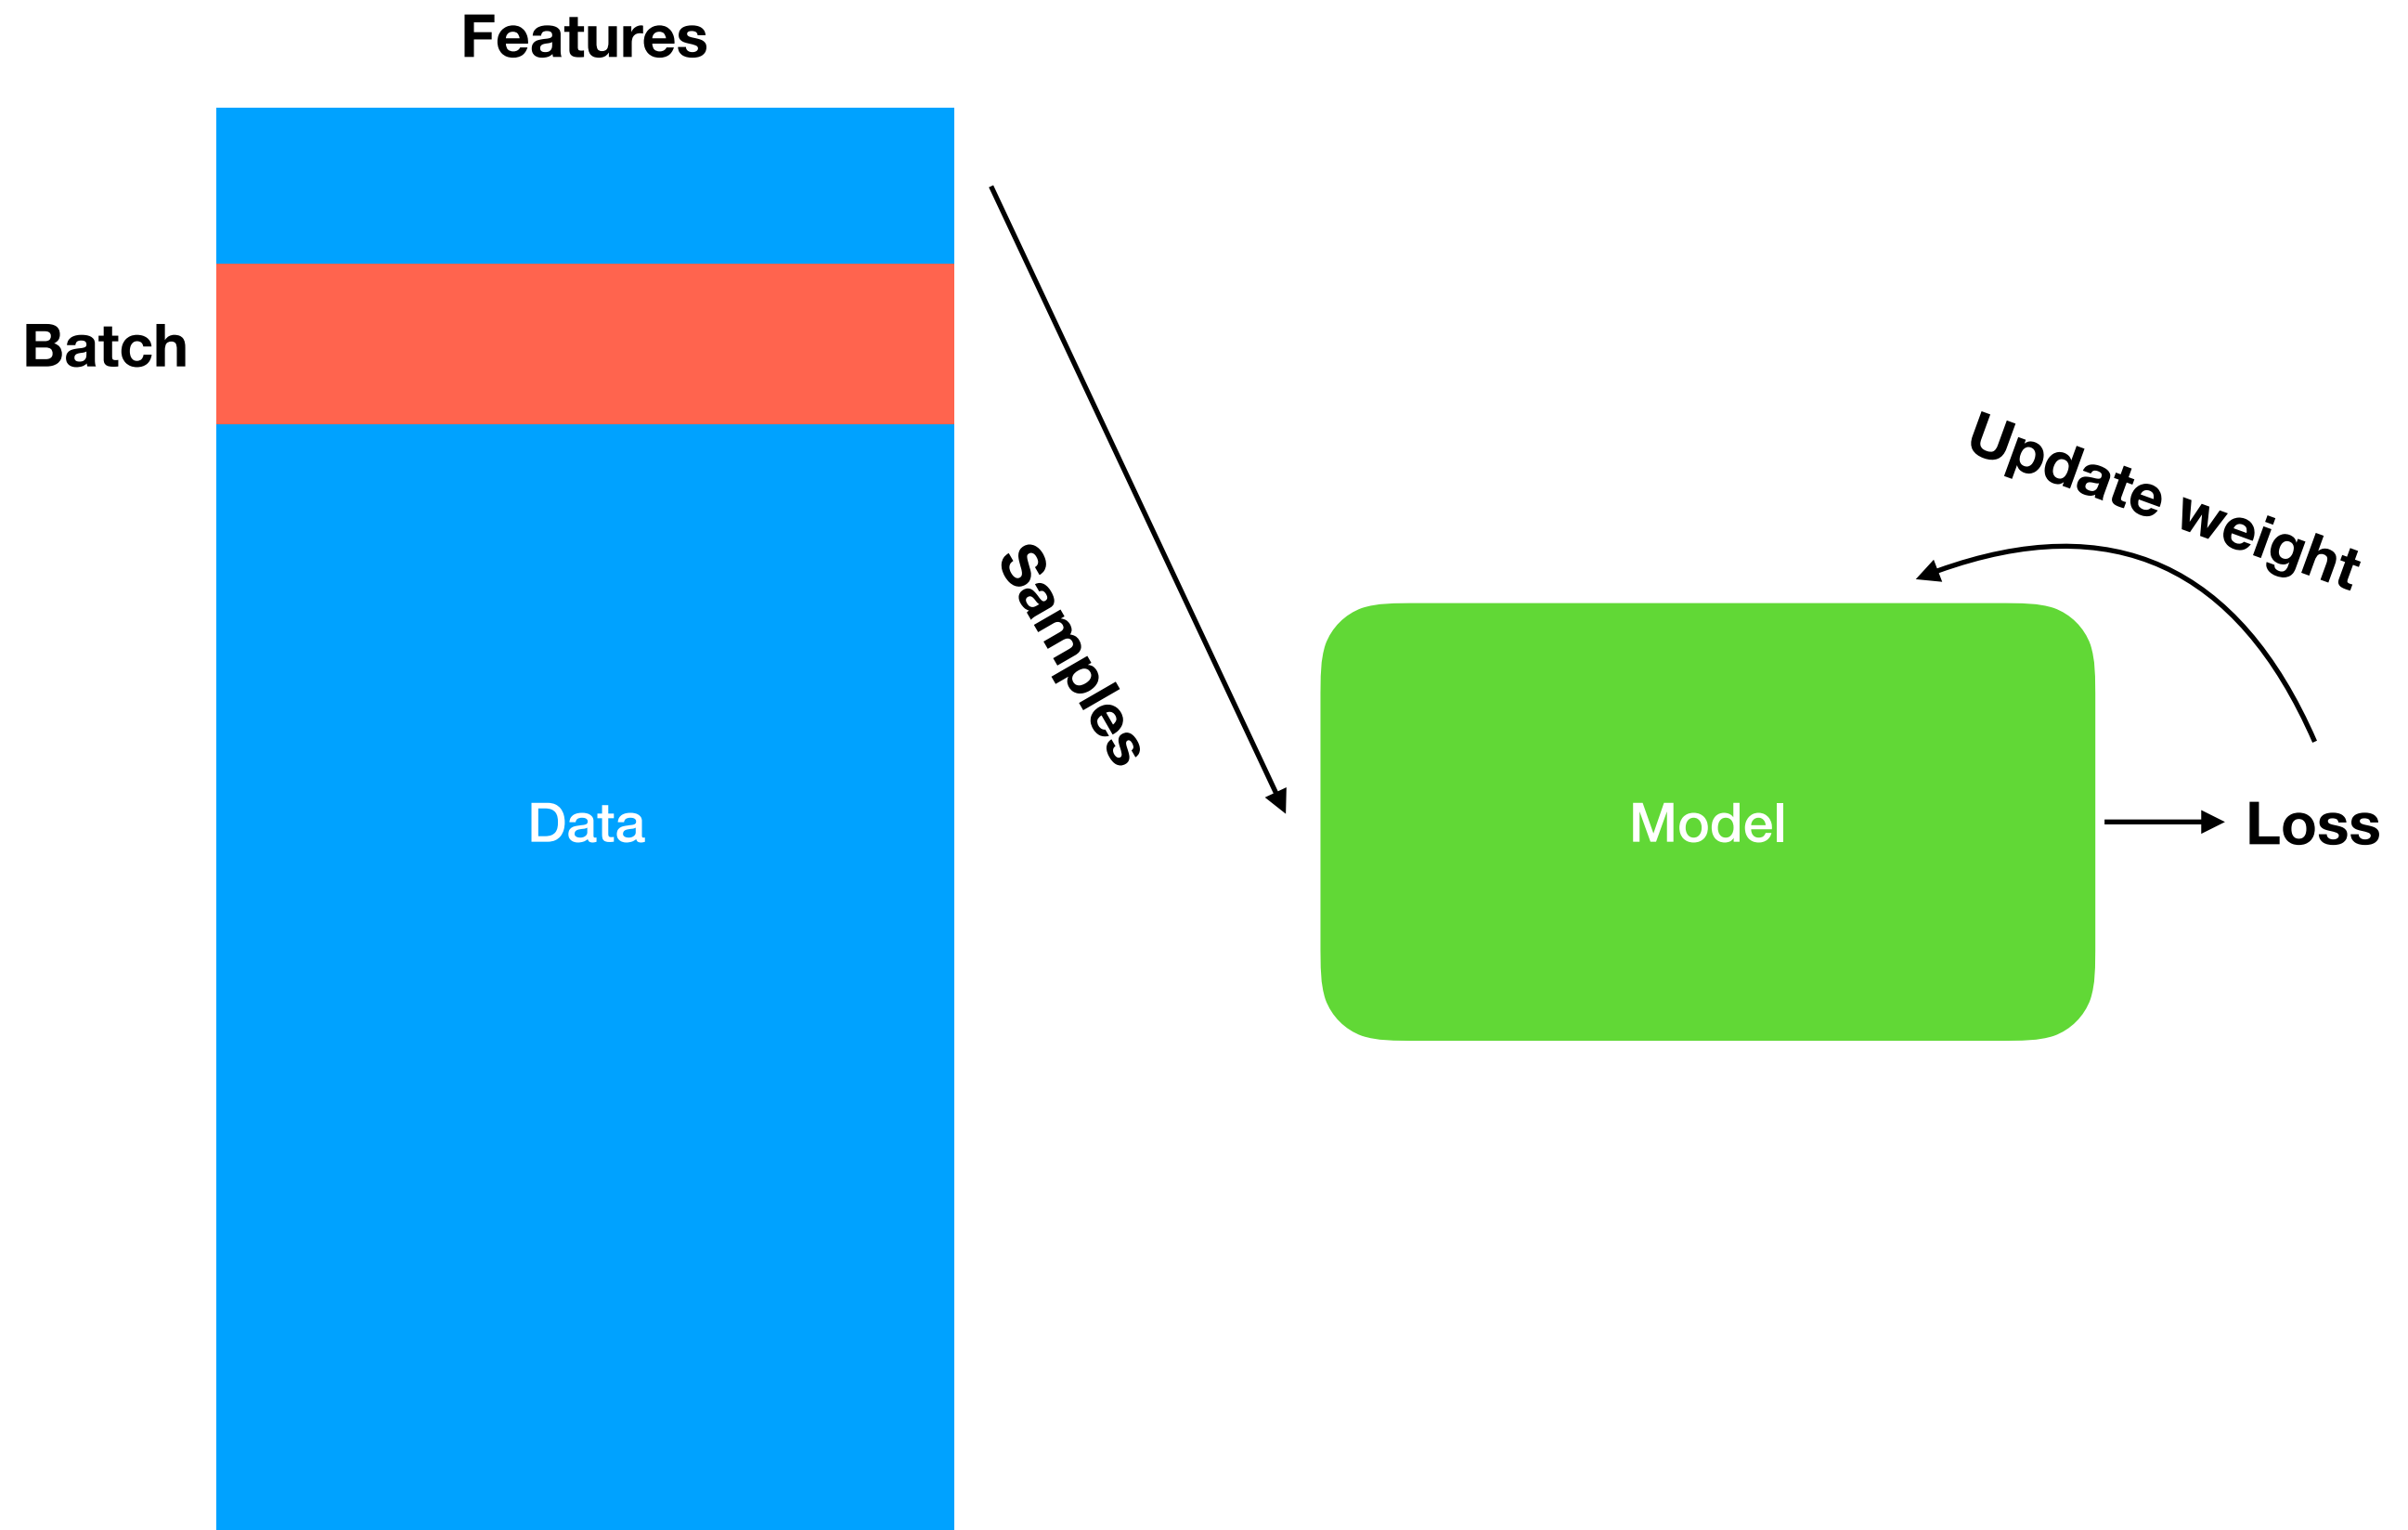 Features
Batch
Update weight
Samples
Data
Model
Loss